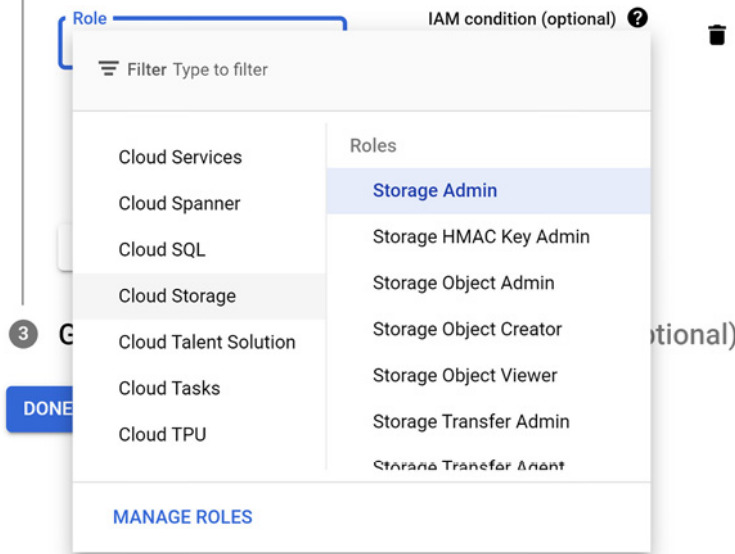 Role
IAM condition (optional)
Filter Type to filter
Cloud Services
Cloud Spanner
Cloud SQL
Cloud Storage
Cloud Talent Solution
Cloud Tasks
Cloud TPU
Roles
Storage Admin
Storage HMAC Key Admin
Storage Object Admin
Storage Object Creator
Storage Object Viewer
Storage Transfer Admin
Storage Transfer Agent
MANAGE ROLES
3 G
otional)
DONE